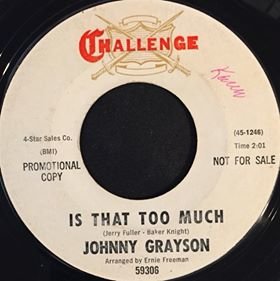 CHALLENGE
Karen
4-Star Sales Co.
(BMI)
PROMOTIONAL
COPY
(45-1246)
Time 2:01
NOT FOR SALE
IS THAT TOO MUCH
(Jerry Fuller - Baker Knight)
JOHNNY GRAYSON
Arranged by Ernie Freeman
59306